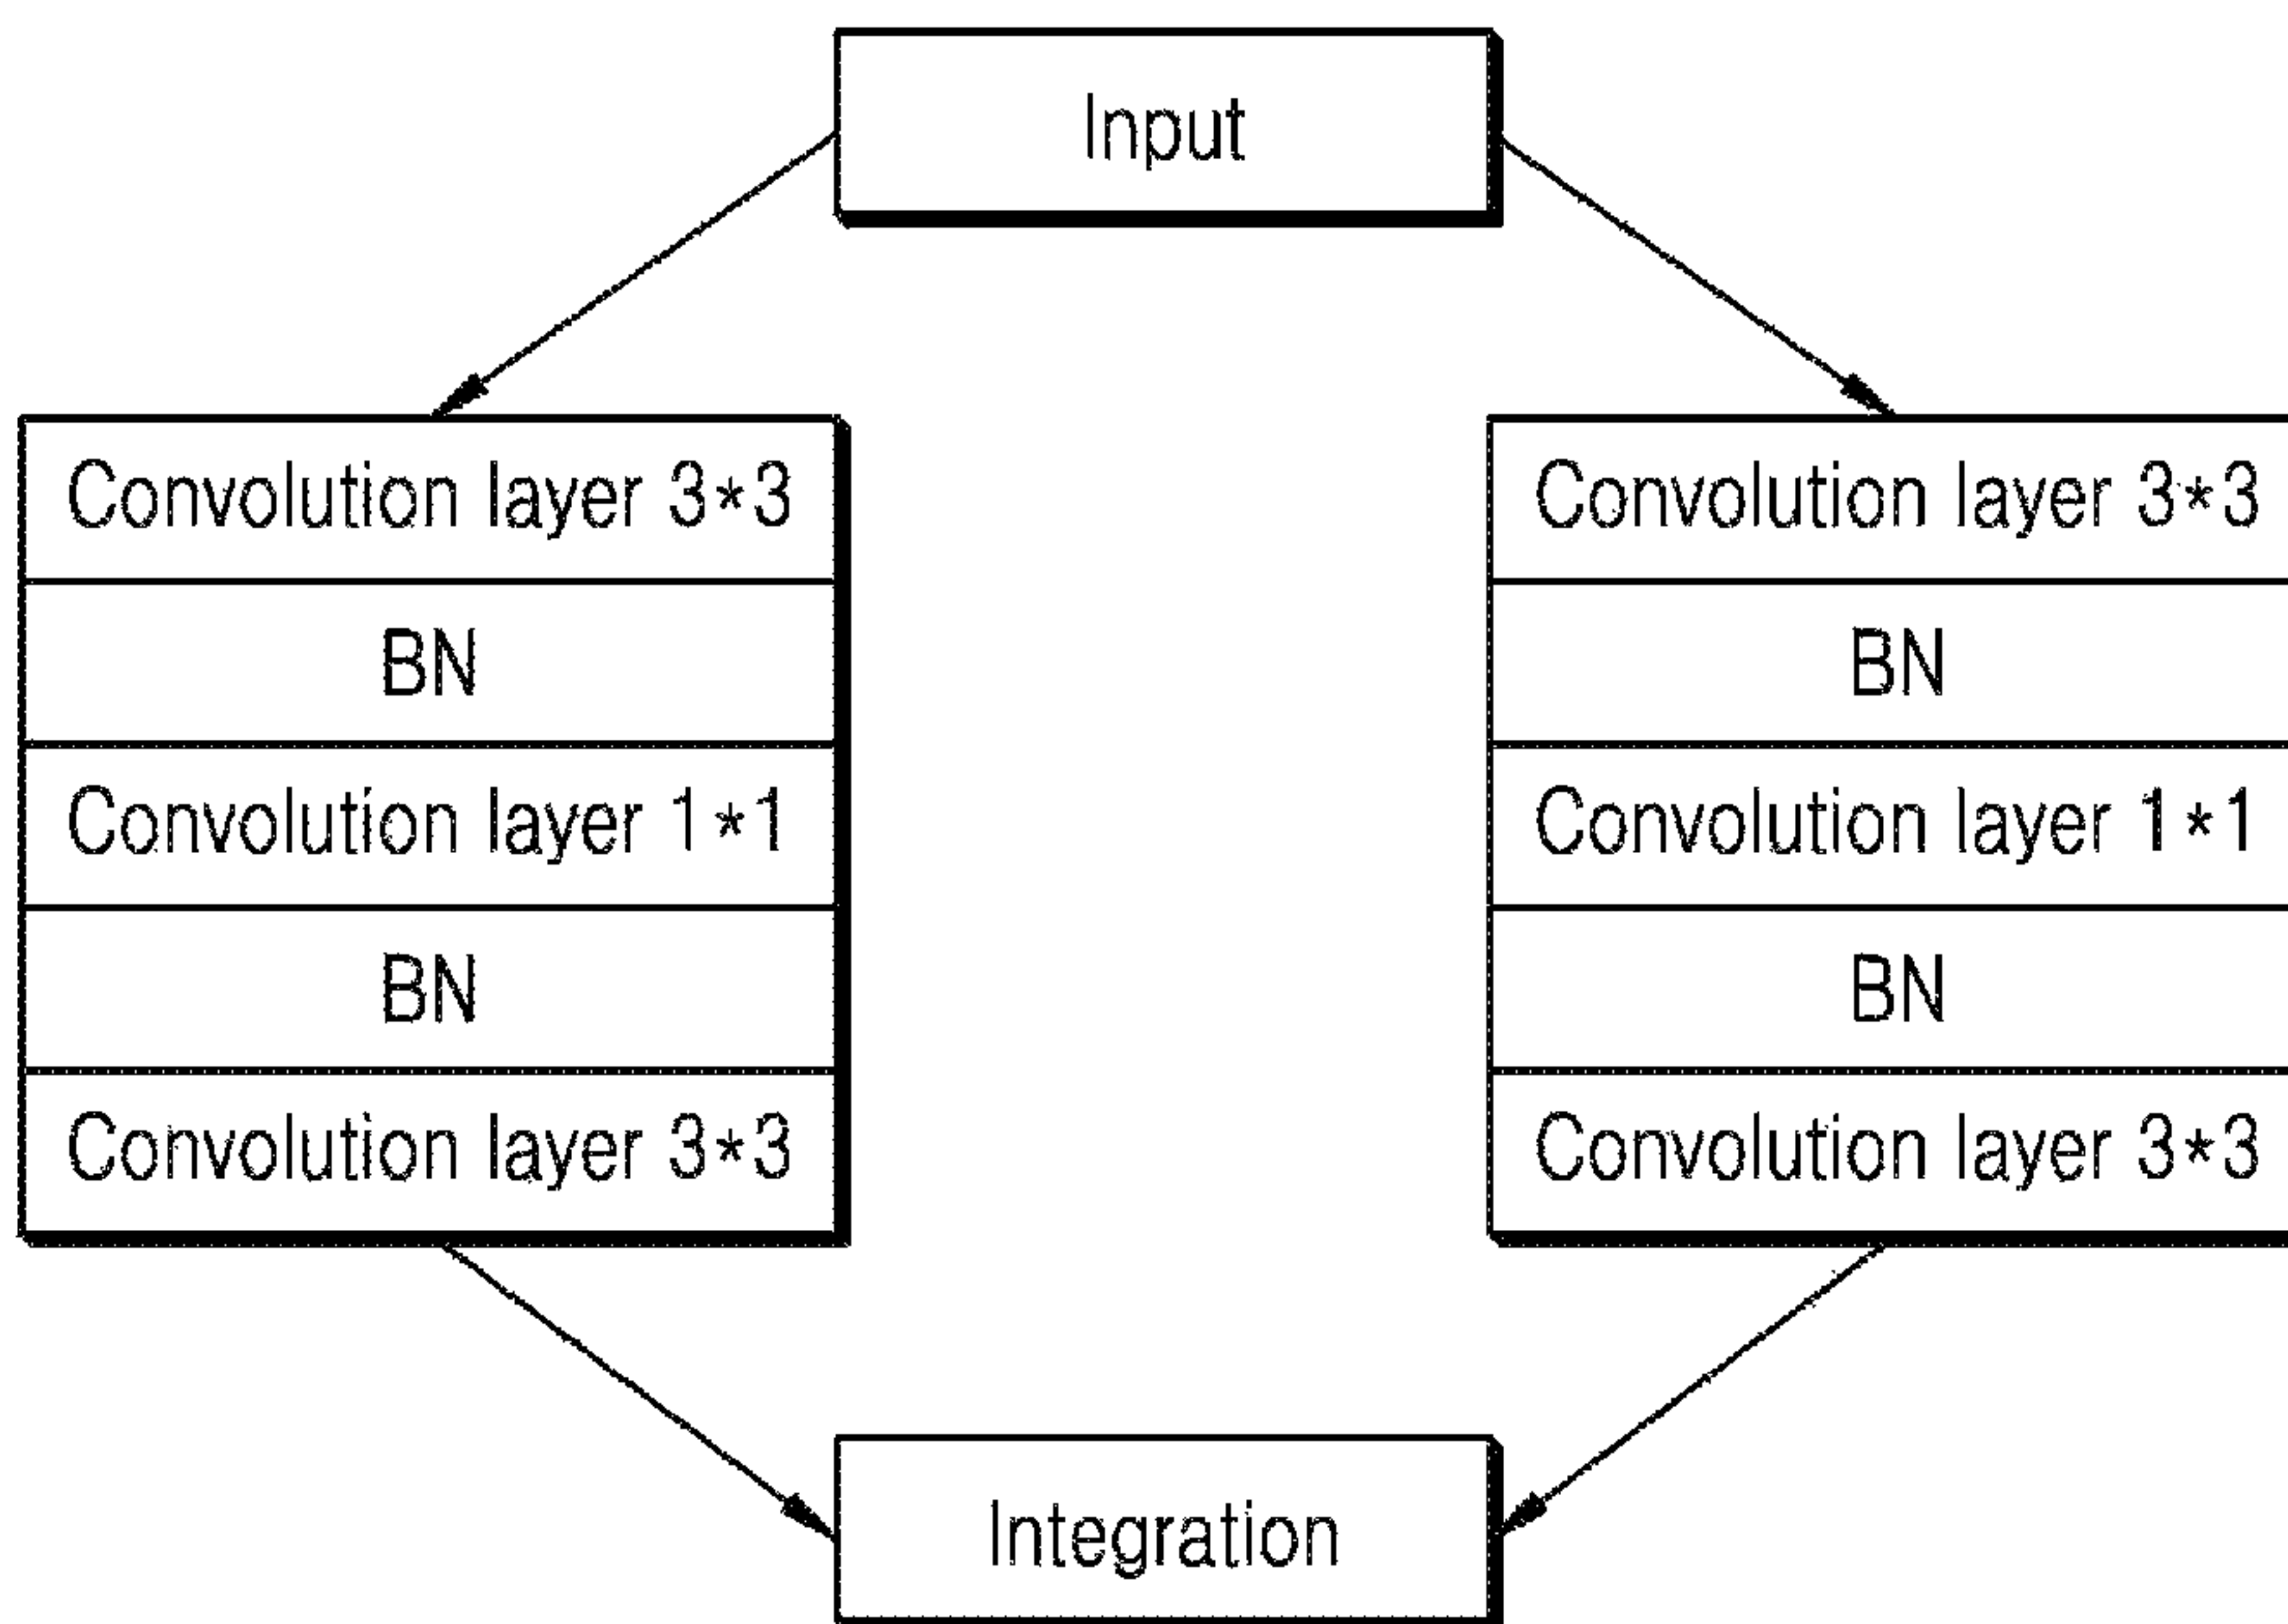 Input
Convolution layer 3*3
BN
Convolution layer 1*1
BN
Convolution layer 3*3
Convolution layer 3*3
BN
Convolution layer 1*1
BN
Convolution layer 3*3
Integration